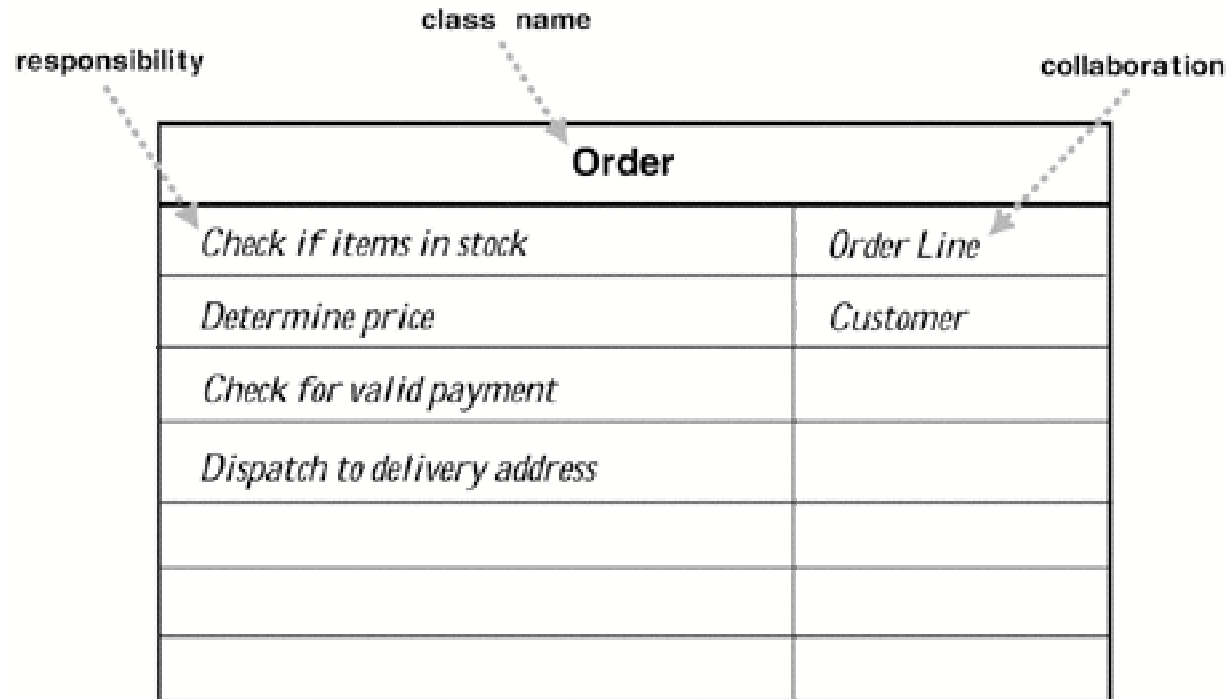 class name
responsibility
collaboration
Order
Check if items in stock
Order Line
Determine price
Customer
Check for valid payment
Dispatch to delivery address